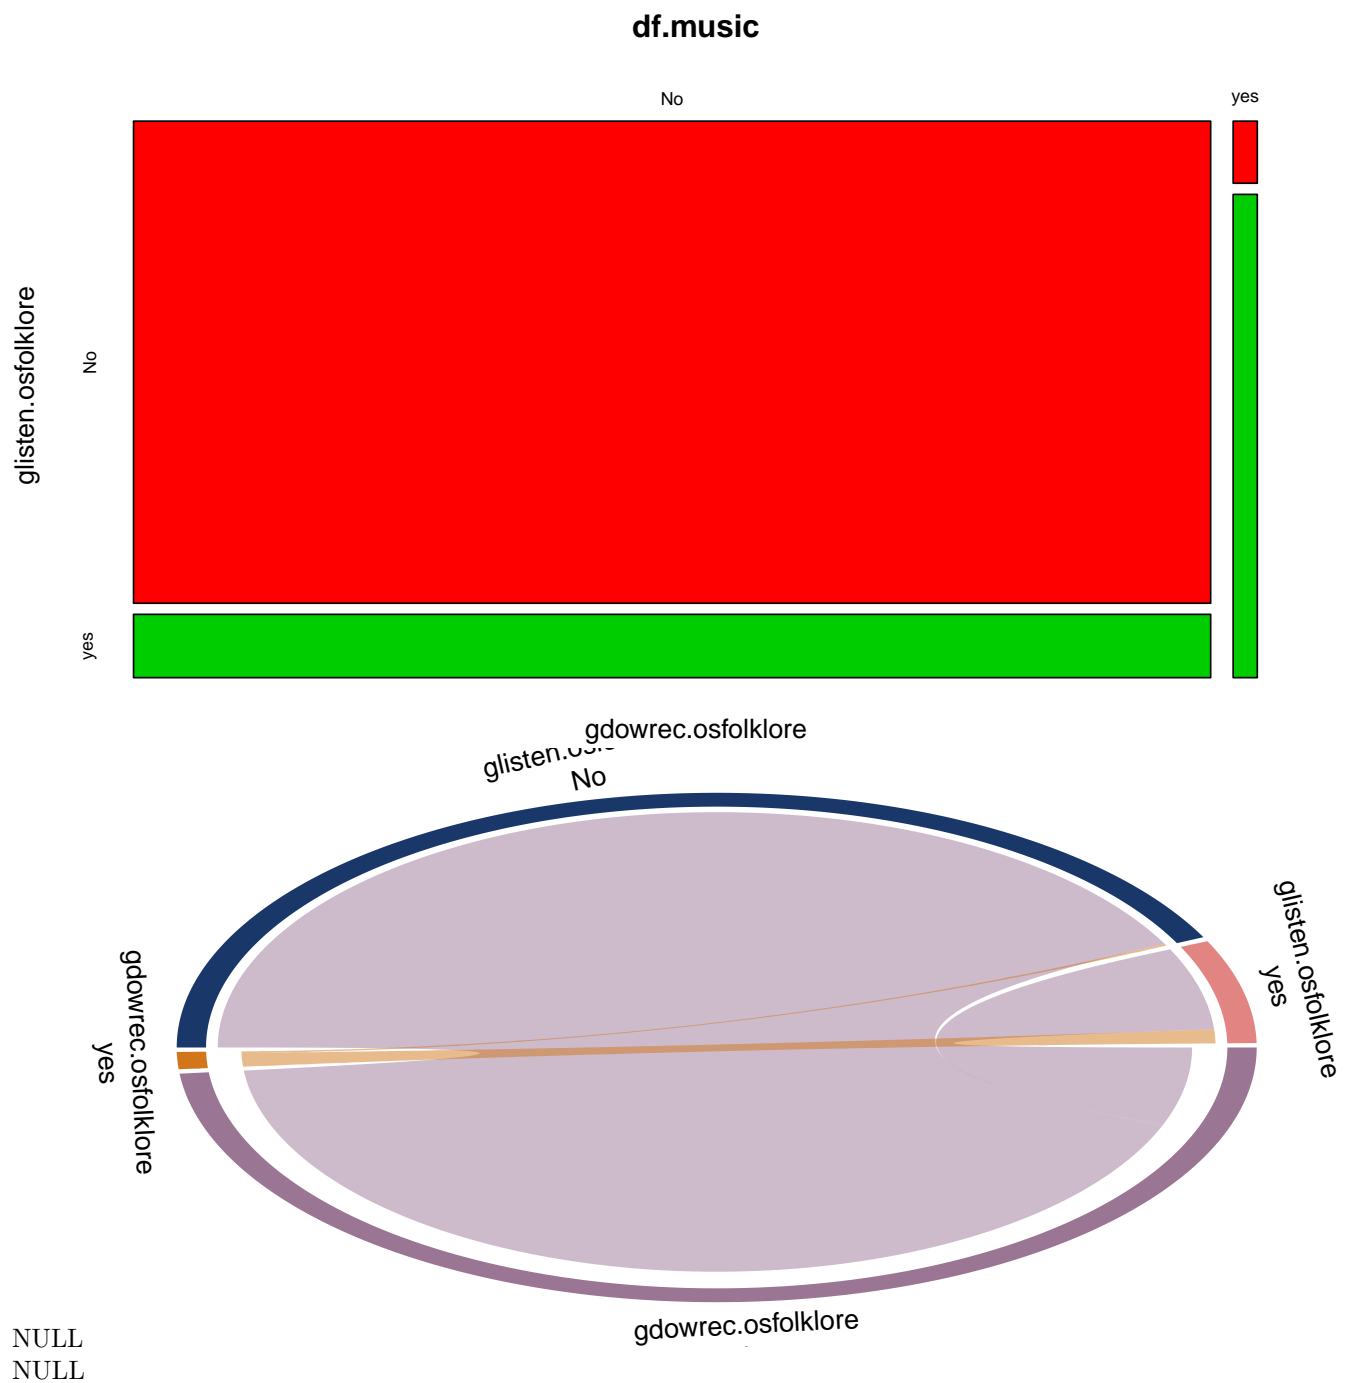 df.music
No
yes
glisten.osfolklore
No
yes
gdowrec.osfolklore
No
glisten.osfolklore
yes
gdowrec.osfolklore
yes
gdowrec.osfolklore
NULL
NULL